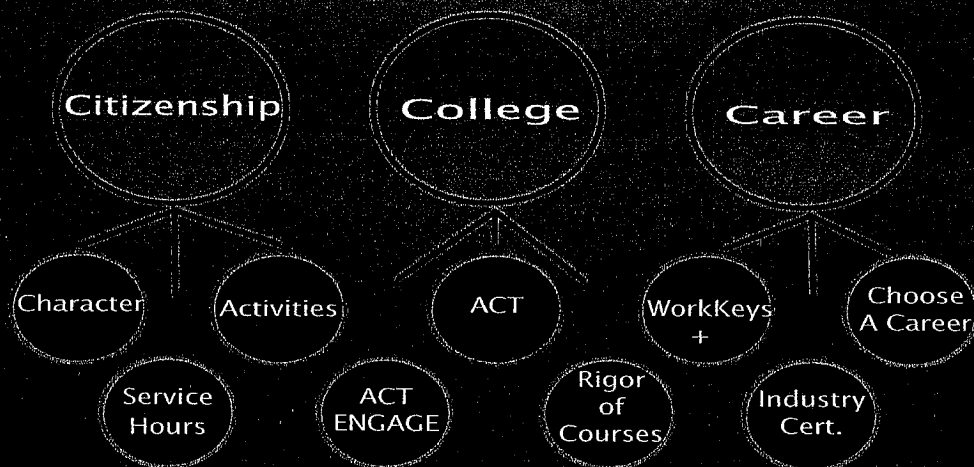 Citizenship
College
Career
Character
Activities
ACT
WorkKeys
+
Choose
A Career
Service
Hours
ACT
ENGAGE
Rigor
of
Courses
Industry
Cert.